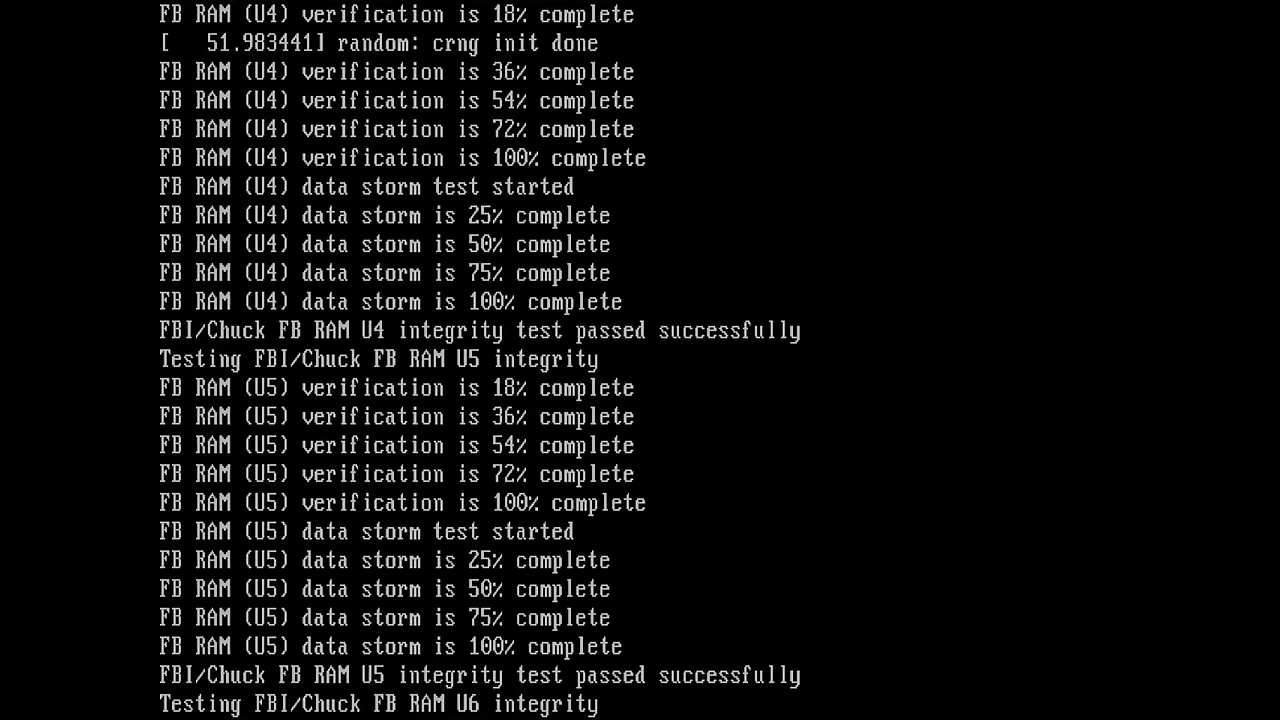 FB RAM (U4) verification is 18% complete
[   51.983441] random: crng init done
FB RAM (U4) verification is 36% complete
FB RAM (U4) verification is 54% complete
FB RAM (U4) verification is 72% complete
FB RAM (U4) verification is 100% complete
FB RAM (U4) data storm test started
FB RAM (U4) data storm is 25% complete
FB RAM (U4) data storm is 50% complete
FB RAM (U4) data storm is 75% complete
FB RAM (U4) data storm is 100% complete
FBI/Chuck FB RAM U4 integrity test passed successfully
Testing FBI/Chuck FB RAM U5 integrity
FB RAM (U5) verification is 18% complete
FB RAM (U5) verification is 36% complete
FB RAM (U5) verification is 54% complete
FB RAM (U5) verification is 72% complete
FB RAM (U5) verification is 100% complete
FB RAM (U5) data storm test started
FB RAM (U5) data storm is 25% complete
FB RAM (U5) data storm is 50% complete
FB RAM (U5) data storm is 75% complete
FB RAM (U5) data storm is 100% complete
FBI/Chuck FB RAM U5 integrity test passed successfully
Testing FBI/Chuck FB RAM U6 integrity